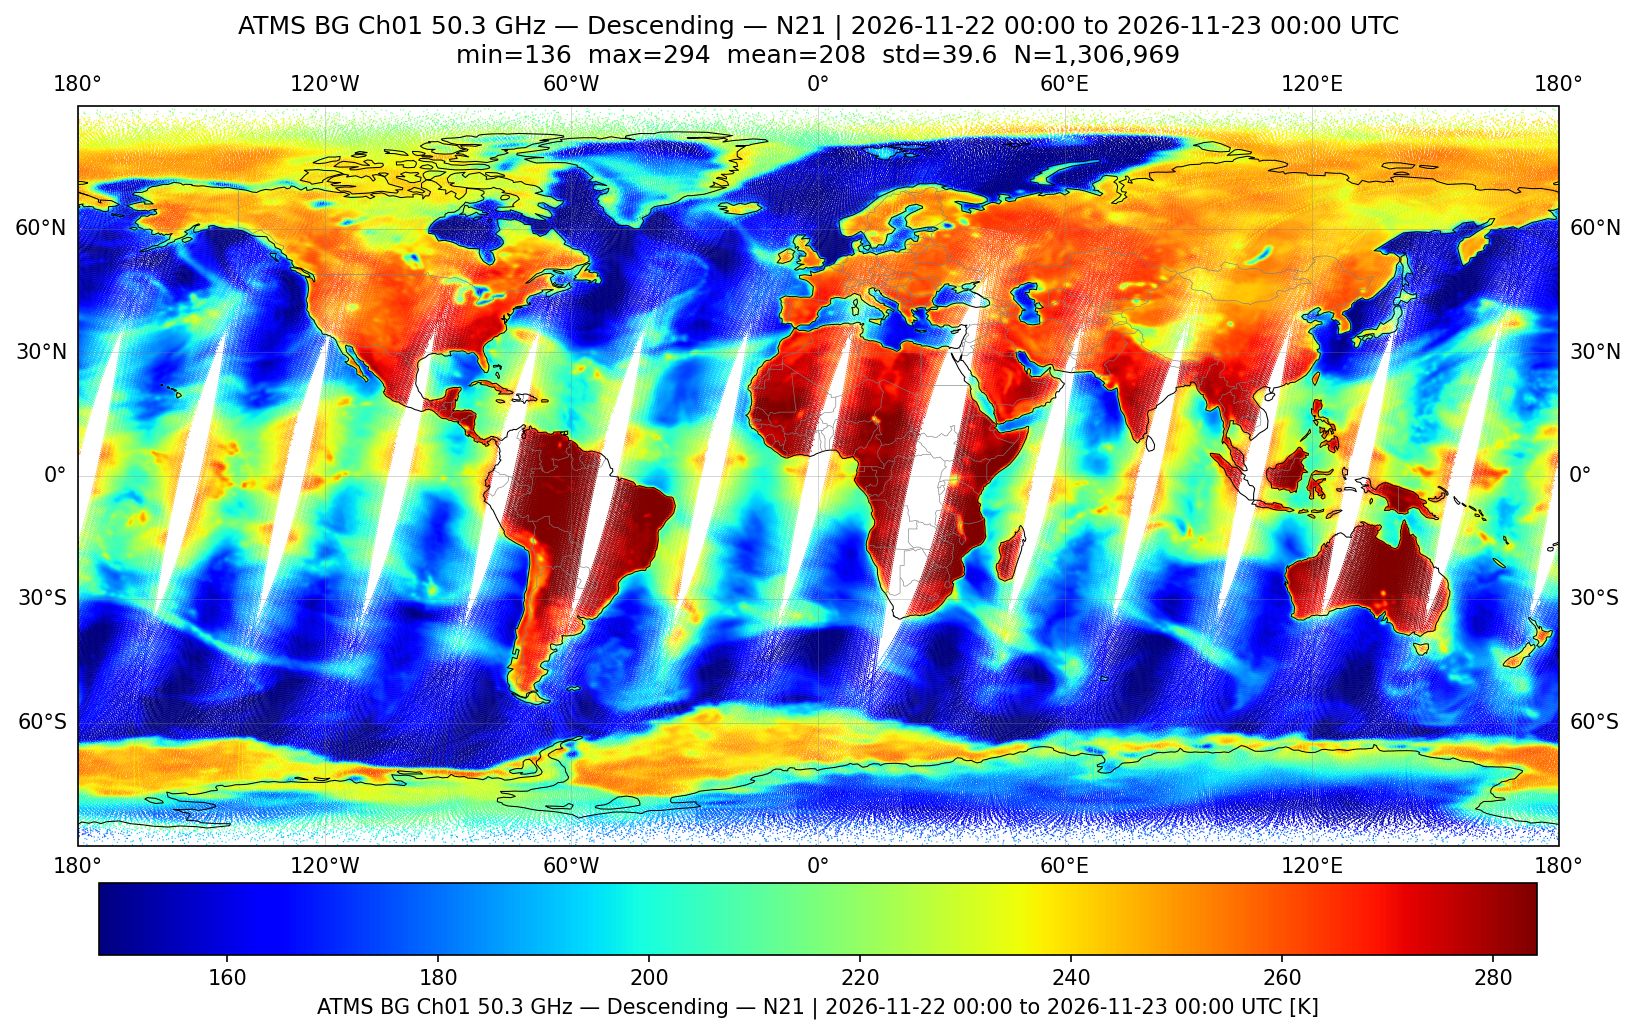 ATMS BG Ch01 50.3 GHz — Descending — N21 | 2026-11-22 00:00 to 2026-11-23 00:00 UTC
min=136 max=294 mean=208 std=39.6 N=1,306,969
180° 120°W 60°W 0° 60°E 120°E 180°
60°N 60°N
30°N 30°N
0° 0°
30°S 30°S
60°S 60°S
180° 120°W 60°W 0° 60°E 120°E 180°
160 180 200 220 240 260 280
ATMS BG Ch01 50.3 GHz — Descending — N21 | 2026-11-22 00:00 to 2026-11-23 00:00 UTC [K]